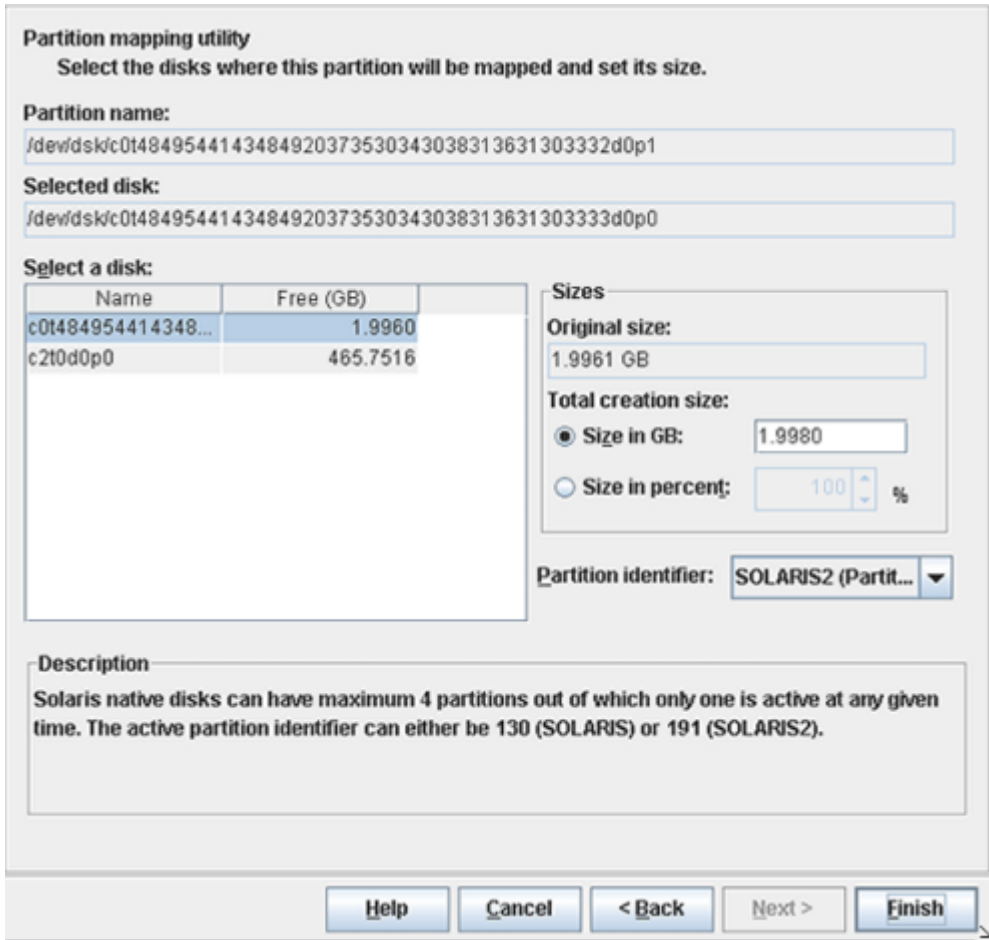 Partition mapping utility
Select the disks where this partition will be mapped and set its size.
Partition name:
/dev/dsk/c0t4849544143484920373530343038313631303332d0p1
Selected disk:
/dev/dsk/c0t4849544143484920373530343038313631303333d0p0
Select a disk:
Name Free (GB)
c0t484954414348... 1.9960
c2t0d0p0 465.7516
Sizes
Original size:
1.9961 GB
Total creation size:
Size in GB: 1.9980
Size in percent: 100 %
Partition identifier: SOLARIS2 (Partit...
Description
Solaris native disks can have maximum 4 partitions out of which only one is active at any given
time. The active partition identifier can either be 130 (SOLARIS) or 191 (SOLARIS2).
Help Cancel < Back Next > Finish